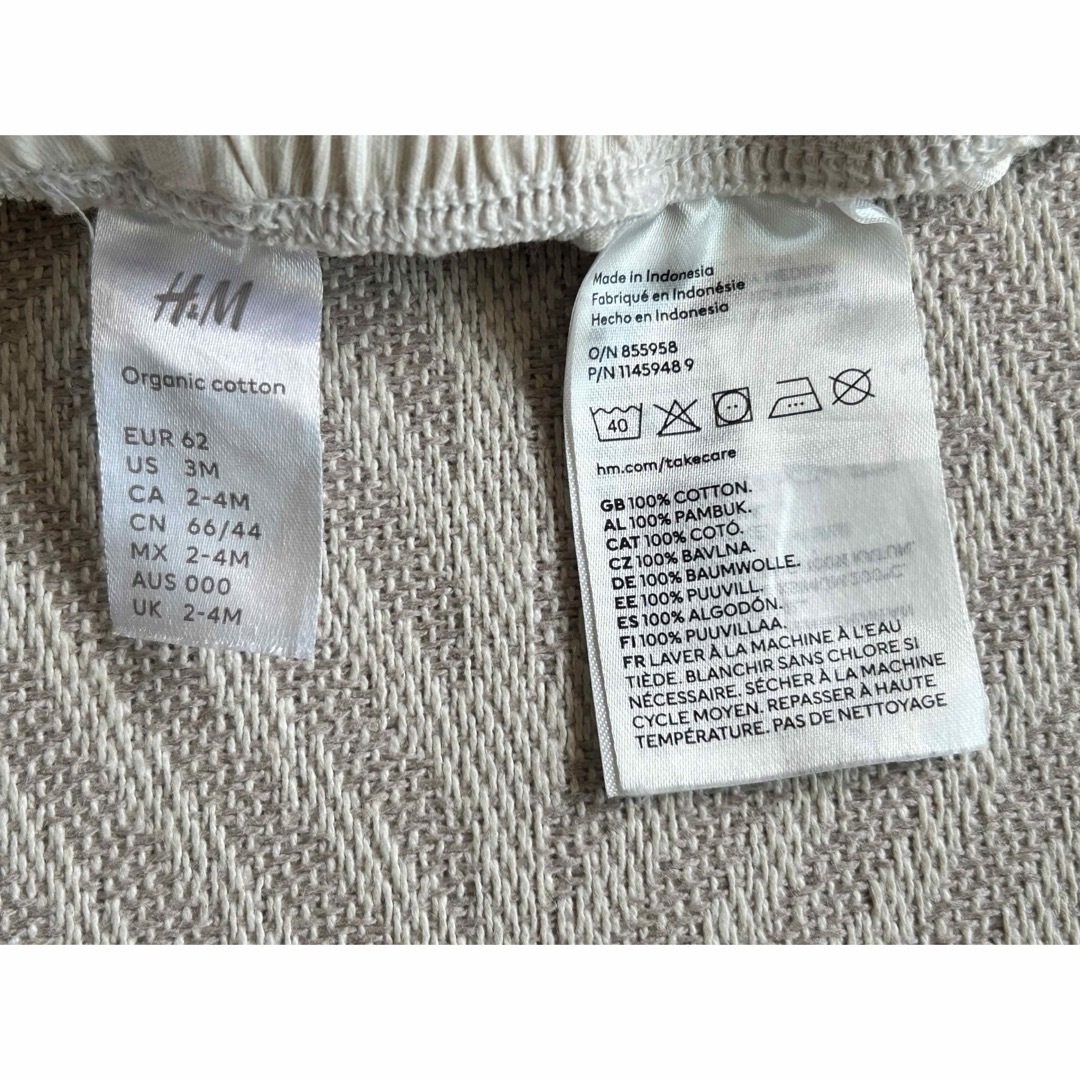 H&M
Organic cotton
EUR 62
US 3M
CA 2-4M
CN 66/44
MX 2-4M
AUS 000
UK 2-4M
Made in Indonesia
Fabriqué en Indonésie
Hecho en Indonesia
O/N 855958
P/N 1145948 9
40
hm.com/takecare
GB 100% COTTON.
AL 100% PAMBUK.
CAT 100% COTÓ.
CZ 100% BAVLNA.
DE 100% BAUMWOLLE.
EE 100% PUUVILL.
ES 100% ALGODÓN.
FI 100% PUUVILLAA.
FR LAVER À LA MACHINE À L'EAU
TIÈDE. BLANCHIR SANS CHLORE SI
NÉCESSAIRE. SÉCHER À LA MACHINE
CYCLE MOYEN. REPASSER À HAUTE
TEMPÉRATURE. PAS DE NETTOYAGE